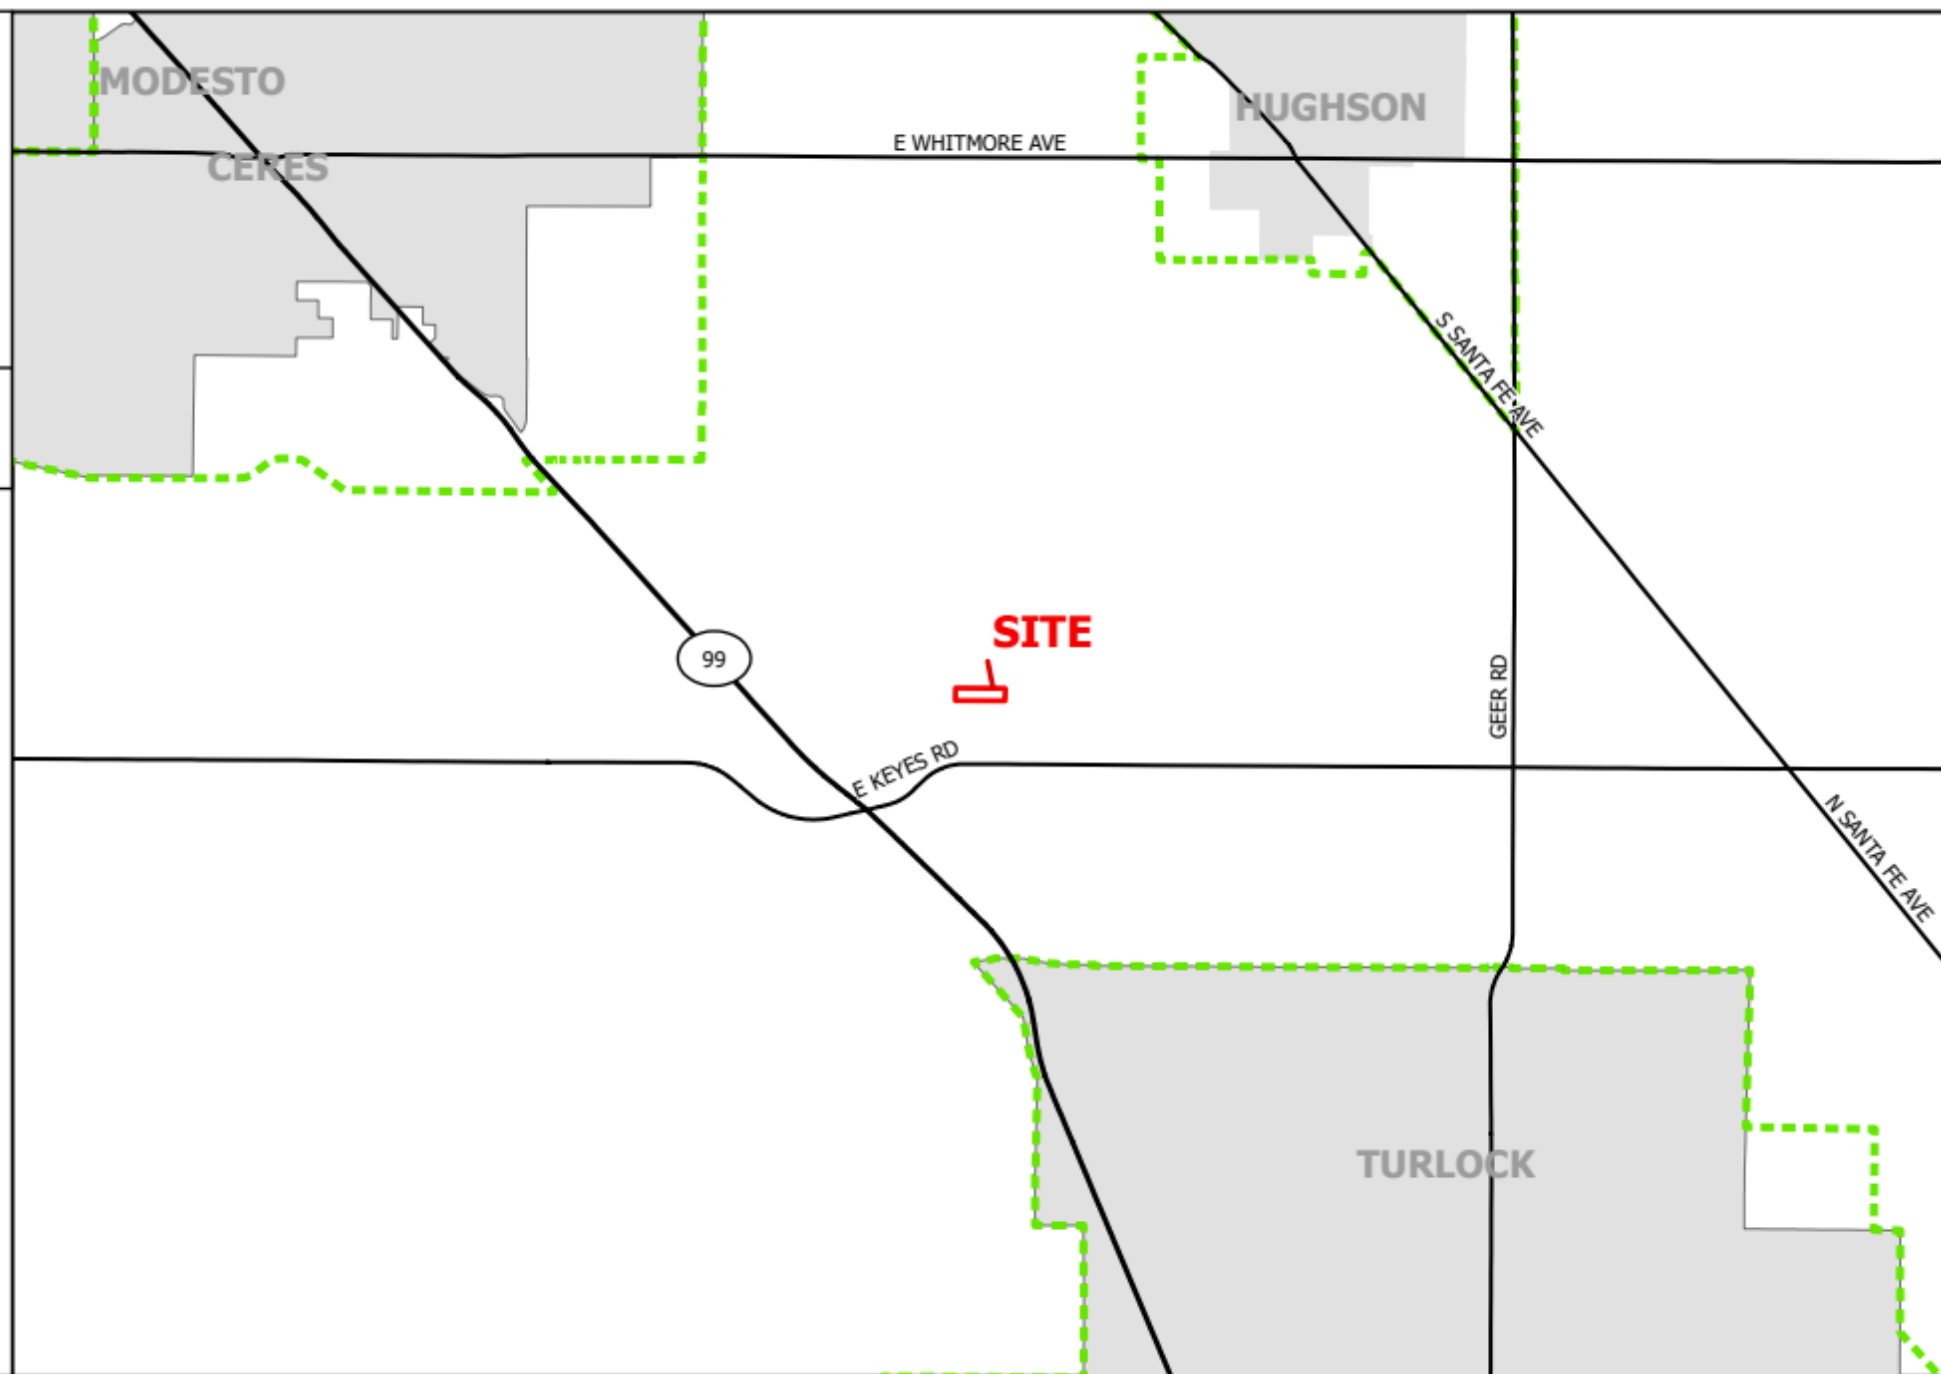 MODESTO
HUGHSON
E WHITMORE AVE
CERES
S SANTA FE AVE
SITE
99
GEER RD
E KEYES RD
N SANTA FE AVE
TURLOCK